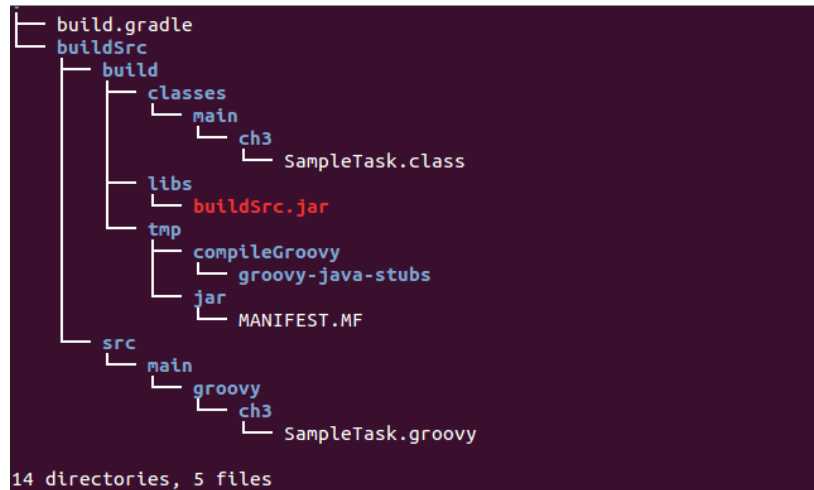 build.gradle
buildSrc
build
classes
main
ch3
SampleTask.class
libs
buildSrc.jar
tmp
compileGroovy
groovy-java-stubs
jar
MANIFEST.MF
src
main
groovy
ch3
SampleTask.groovy
14 directories, 5 files